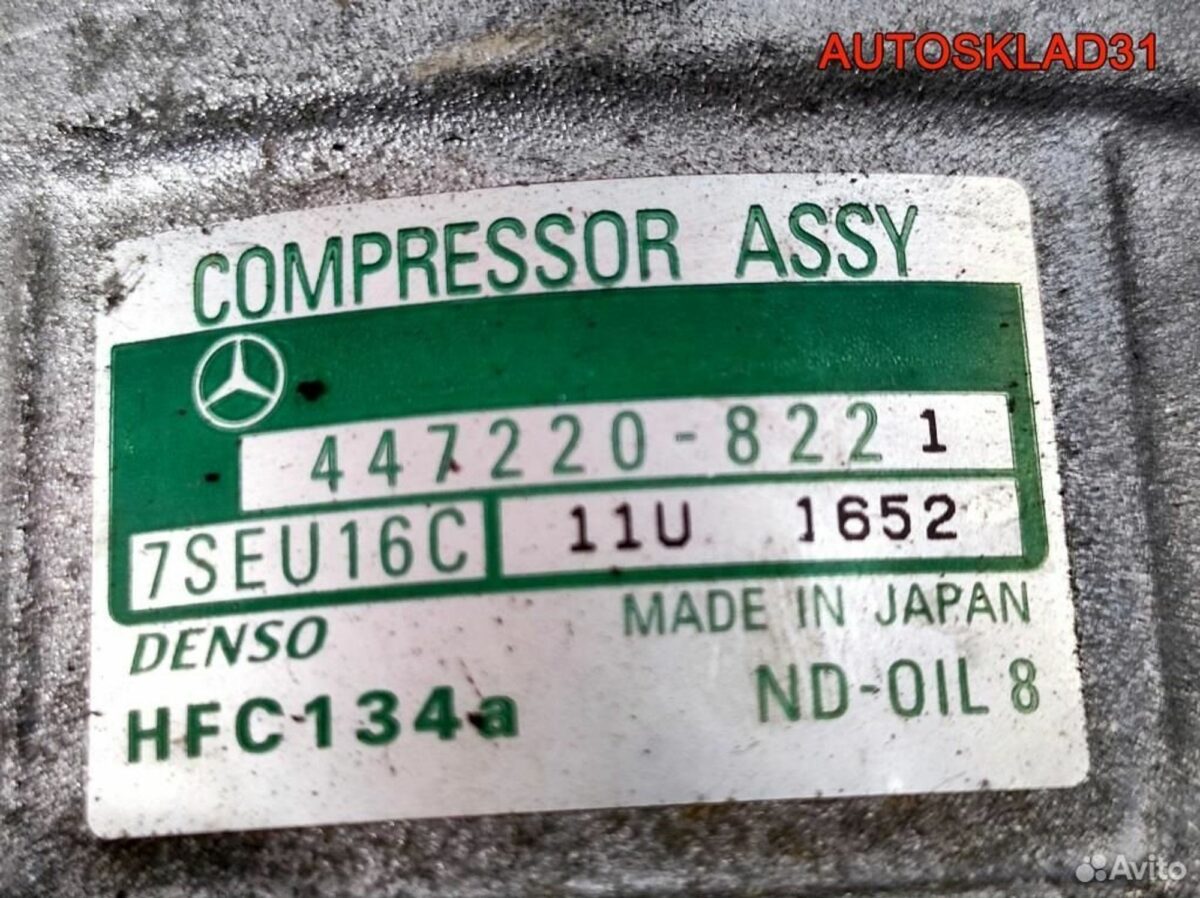 AUTOSKLAD31
COMPRESSOR ASSY
447220-8221
7SEU16C 11U 1652
DENSO MADE IN JAPAN
HFC134a ND-OIL 8
Avito